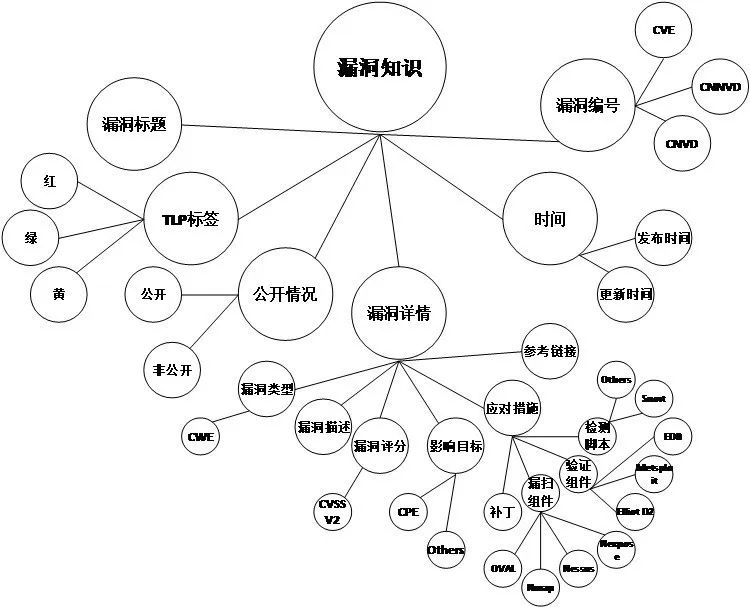 漏洞知识
CVE
CNNVD
漏洞编号
CNVD
漏洞标题
红
TLP标签
绿
黄
时间
发布时间
更新时间
公开情况
公开
非公开
漏洞详情
参考链接
漏洞类型
CWE
漏洞描述
漏洞评分
CVSS
V2
影响目标
CPE
Others
应对措施
补丁
检测
脚本
Others
Snort
验证
组件
EDB
Metsplo
it
Elliot D2
漏扫
组件
OVAL
Nmap
Nessus
Nexpos
e